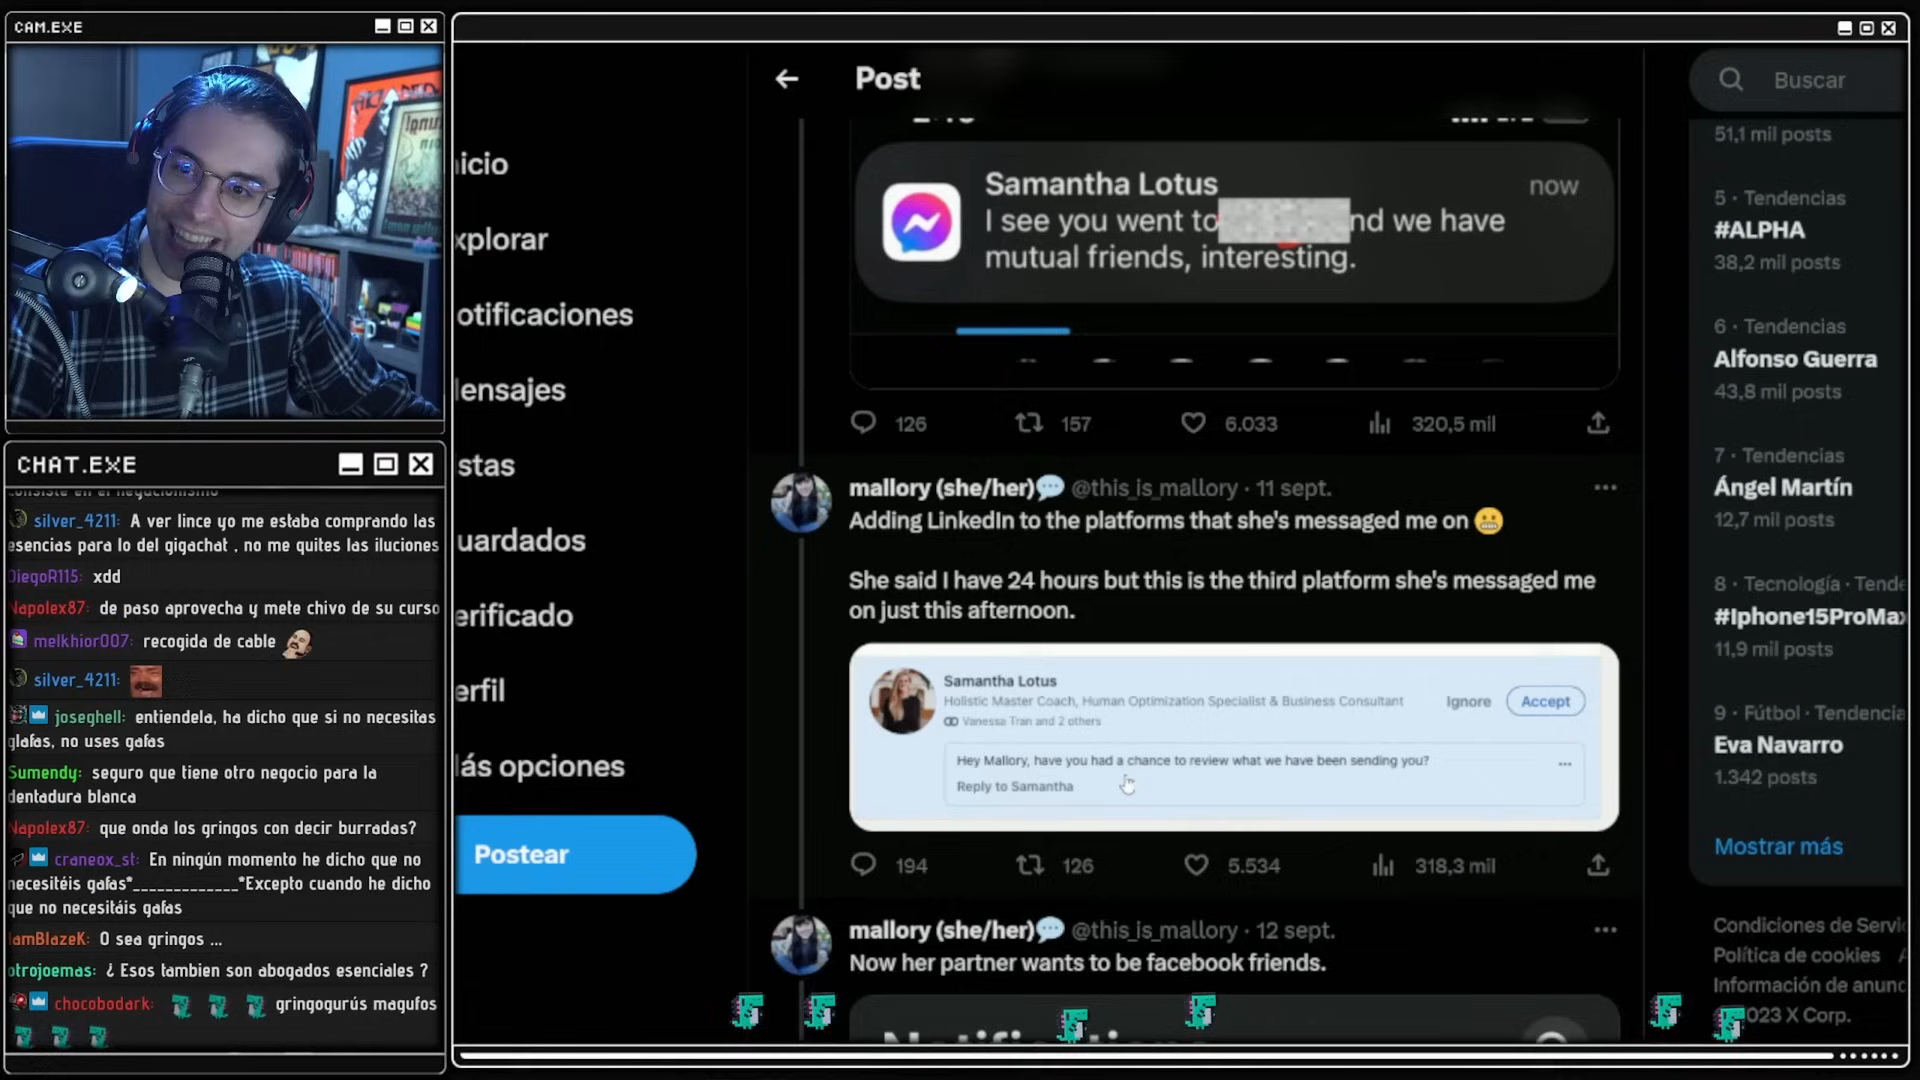 CAM.EXE
CHAT.EXE
silver_4211: A ver lince yo me estaba comprando las
esencias para lo del gigachat , no me quites las iluciones
DiegoR115: xdd
Napolex87: de paso aprovecha y mete chivo de su curso
melkhior007: recogida de cable
silver_4211:
joseghell: entiendela, ha dicho que si no necesitas
glafas, no uses gafas
Sumendy: seguro que tiene otro negocio para la
dentadura blanca
Napolex87: que onda los gringos con decir burradas?
craneox_st: En ningún momento he dicho que no
necesitéis gafas*_____________*Excepto cuando he dicho
que no necesitáis gafas
IamBlazeK: O sea gringos ...
otrojoemas: ¿ Esos tambien son abogados esenciales ?
chocobodark: gringogurús magufos
nicio
xplorar
otificaciones
lensajes
istas
uardados
erificado
erfil
lás opciones
Postear
Post
Samantha Lotus
now
I see you went to nd we have
mutual friends, interesting.
126 157 6.033 320,5 mil
mallory (she/her) @this_is_mallory · 11 sept.
Adding LinkedIn to the platforms that she's messaged me on
She said I have 24 hours but this is the third platform she's messaged me
on just this afternoon.
Samantha Lotus
Holistic Master Coach, Human Optimization Specialist & Business Consultant
Ignore
Accept
Vanessa Tran and 2 others
Hey Mallory, have you had a chance to review what we have been sending you?
Reply to Samantha
194 126 5.534 318,3 mil
mallory (she/her) @this_is_mallory · 12 sept.
Now her partner wants to be facebook friends.
Buscar
51,1 mil posts
5 · Tendencias
#ALPHA
38,2 mil posts
6 · Tendencias
Alfonso Guerra
43,8 mil posts
7 · Tendencias
Ángel Martín
12,7 mil posts
8 · Tecnología · Tende
#Iphone15ProMax
11,9 mil posts
9 · Fútbol · Tendencia
Eva Navarro
1.342 posts
Mostrar más
Condiciones de Servi
Política de cookies A
Información de anunc
023 X Corp.